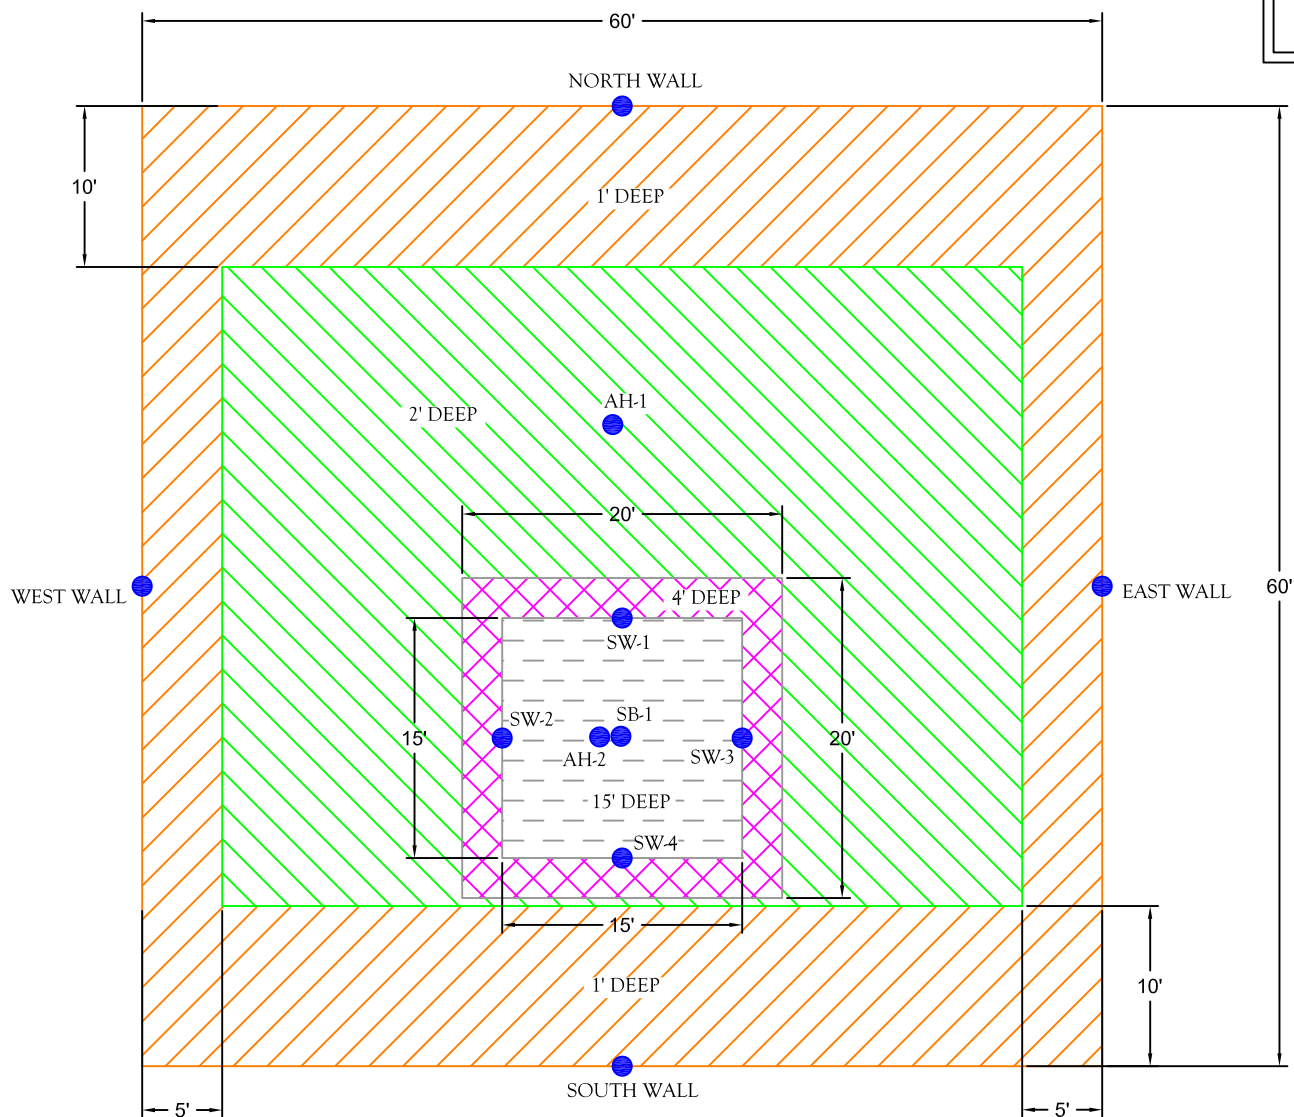 60'
NORTH WALL
10'
1' DEEP
AH-1
2' DEEP
20'
WEST WALL
4' DEEP
EAST WALL
60'
SW-1
SW-2
SB-1
15'
20'
AH-2
SW-3
15' DEEP
SW-4
15'
1' DEEP
10'
SOUTH WALL
5'
5'